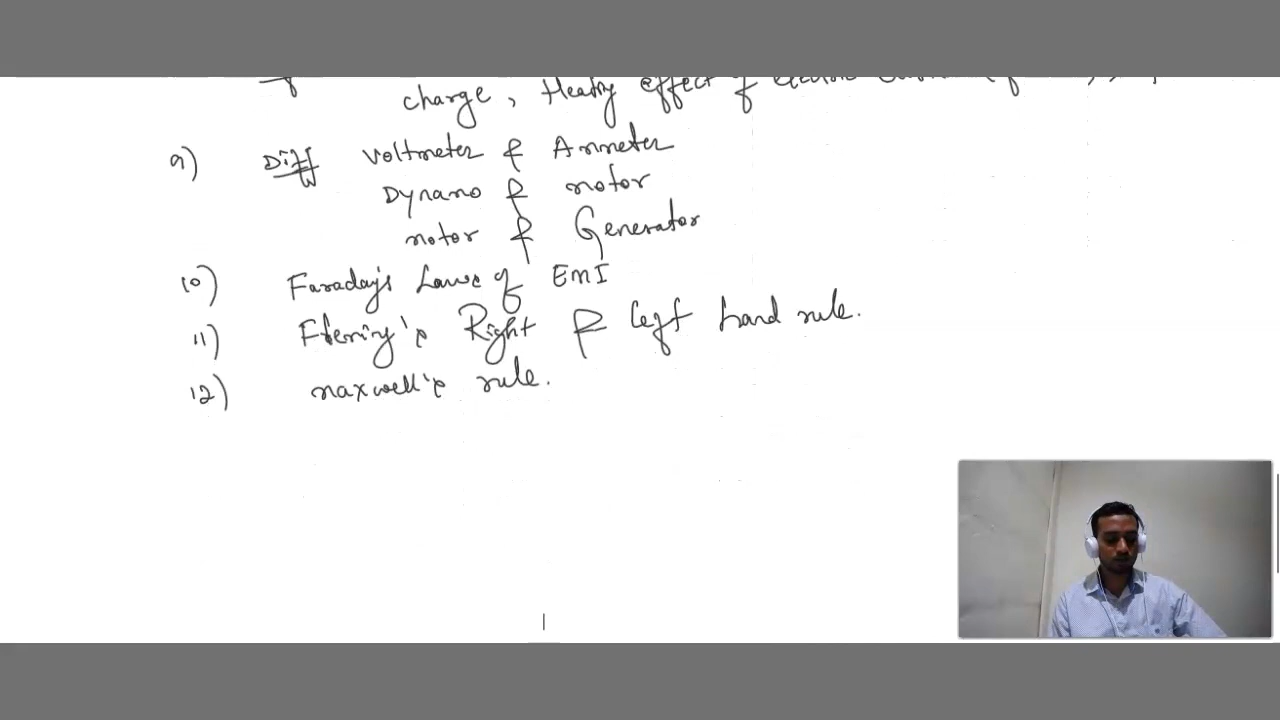 charge, Heating effect of electric
9) Diff Voltmeter & Ammeter
Dynamo & motor
motor & Generator
10) Faraday's Laws of EMI
11) Fleming's Right & left hand rule.
12) maxwell's rule.